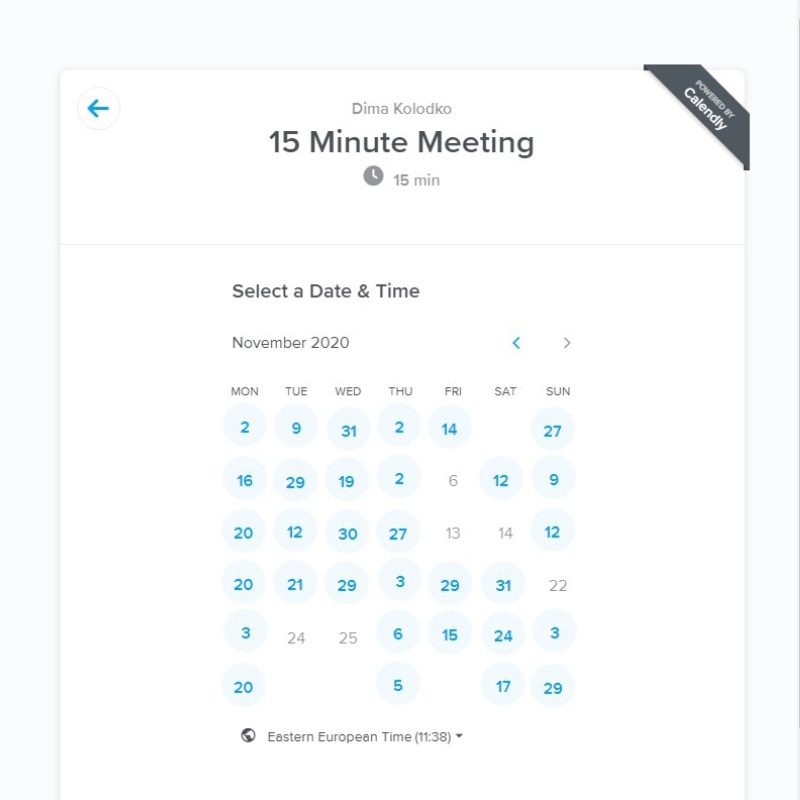 POWERED BY
Calendly
Dima Kolodko
15 Minute Meeting
15 min
Select a Date & Time
November 2020
MON TUE WED THU FRI SAT SUN
2 9 31 2 14 27
16 29 19 2 6 12 9
20 12 30 27 13 14 12
20 21 29 3 29 31 22
3 24 25 6 15 24 3
20 5 17 29
Eastern European Time (11:38)